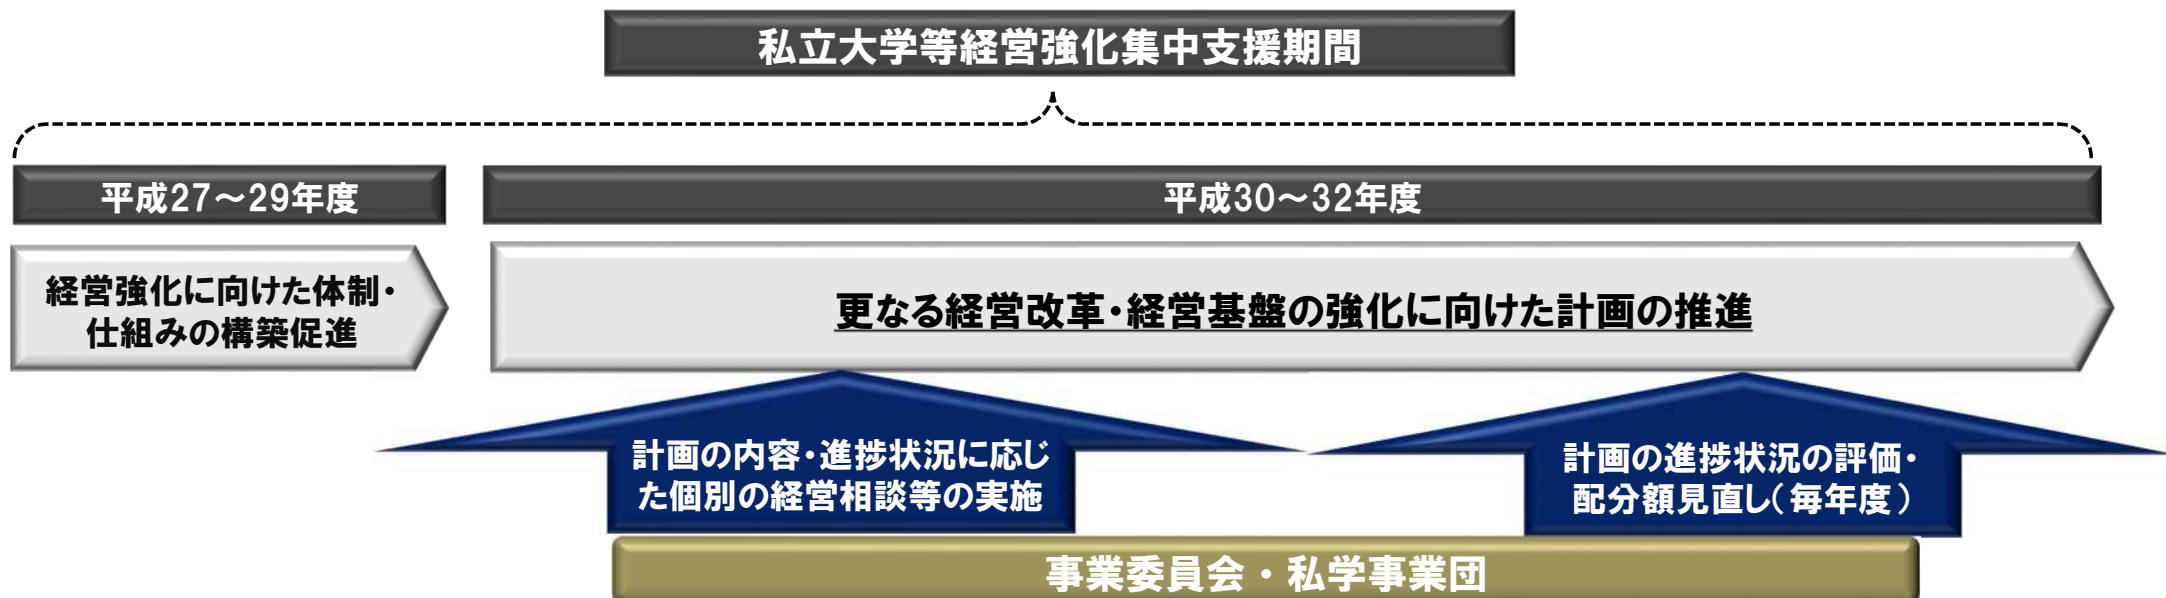 私立大学等経営強化集中支援期間
平成27～29年度
平成30～32年度
経営強化に向けた体制・
仕組みの構築促進
更なる経営改革・経営基盤の強化に向けた計画の推進
計画の内容・進捗状況に応じ
た個別の経営相談等の実施
計画の進捗状況の評価・
配分額見直し（毎年度）
事業委員会・私学事業団